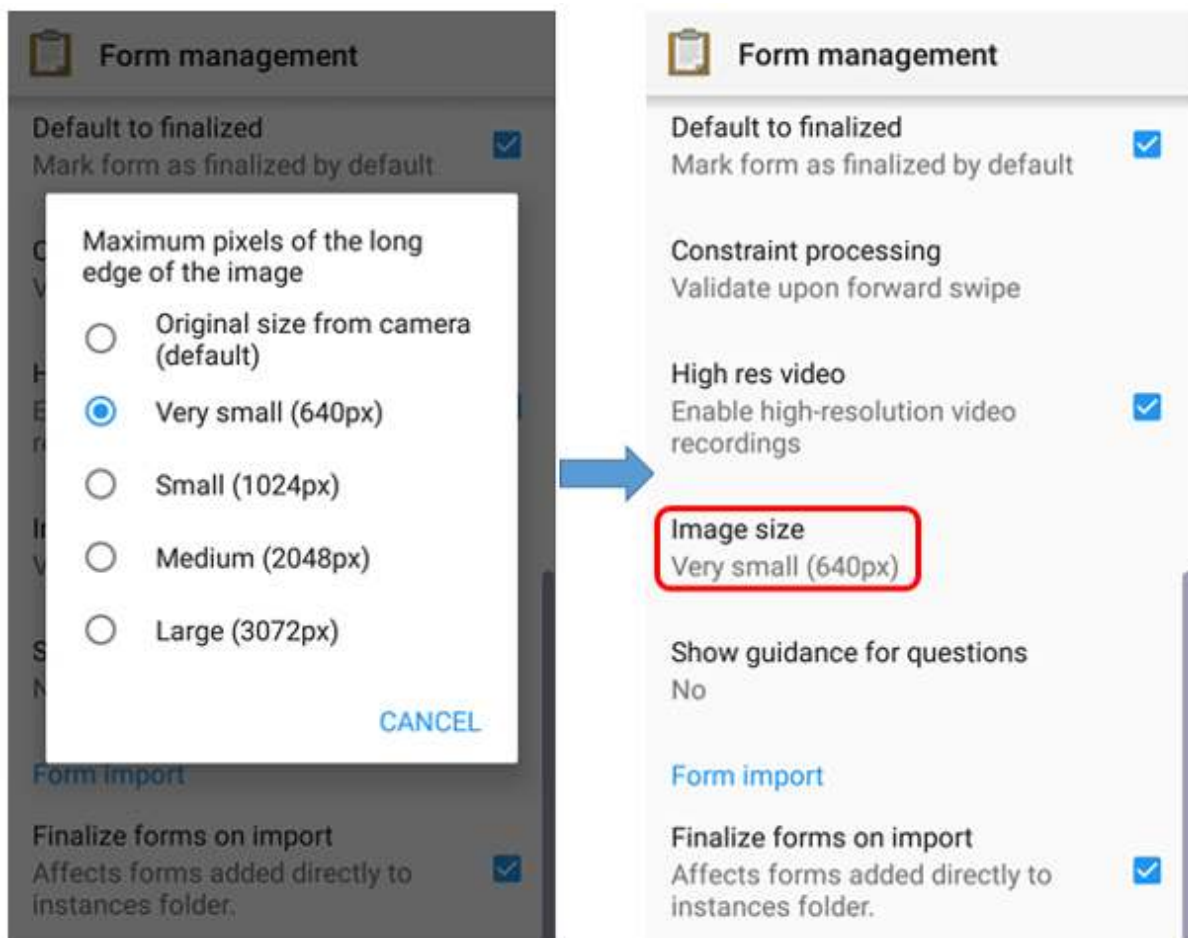 Form management
Default to finalized
Mark form as finalized by default
Maximum pixels of the long
edge of the image
Original size from camera
(default)
Very small (640px)
Small (1024px)
Medium (2048px)
Large (3072px)
CANCEL
Form import
Finalize forms on import
Affects forms added directly to
instances folder.
Form management
Default to finalized
Mark form as finalized by default
Constraint processing
Validate upon forward swipe
High res video
Enable high-resolution video
recordings
Image size
Very small (640px)
Show guidance for questions
No
Form import
Finalize forms on import
Affects forms added directly to
instances folder.